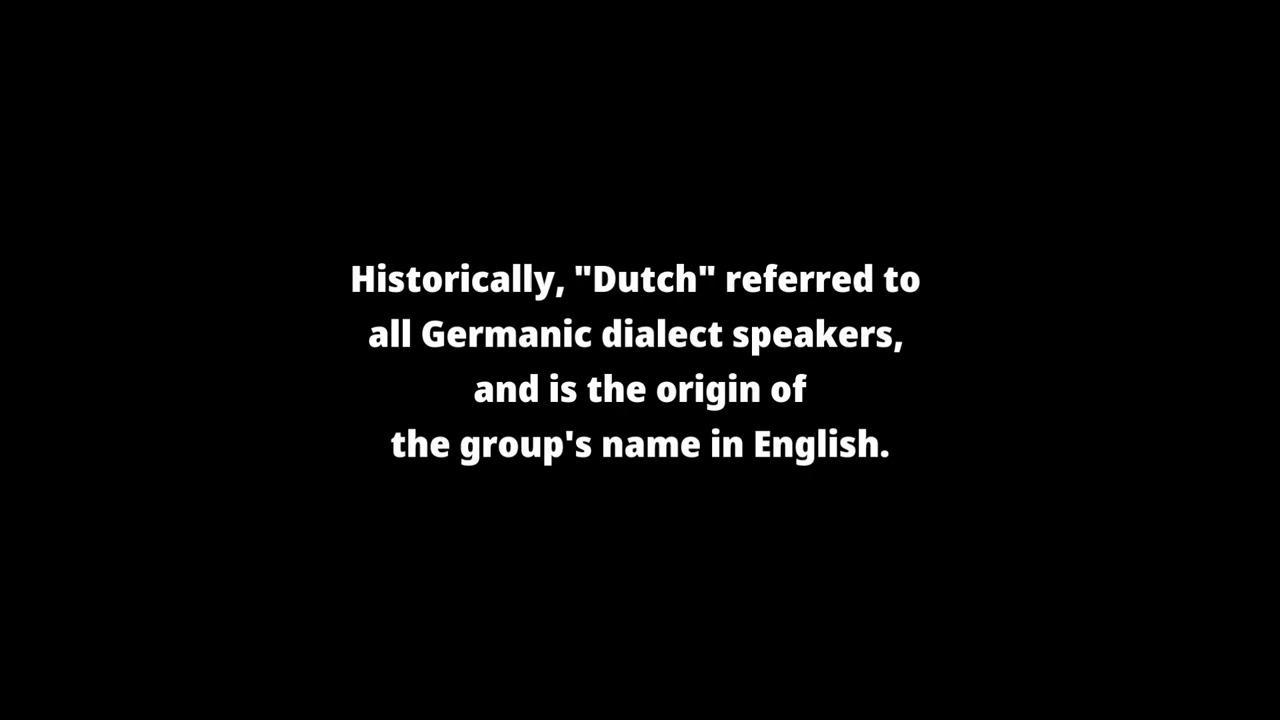 Historically, "Dutch" referred to
all Germanic dialect speakers,
and is the origin of
the group's name in English.